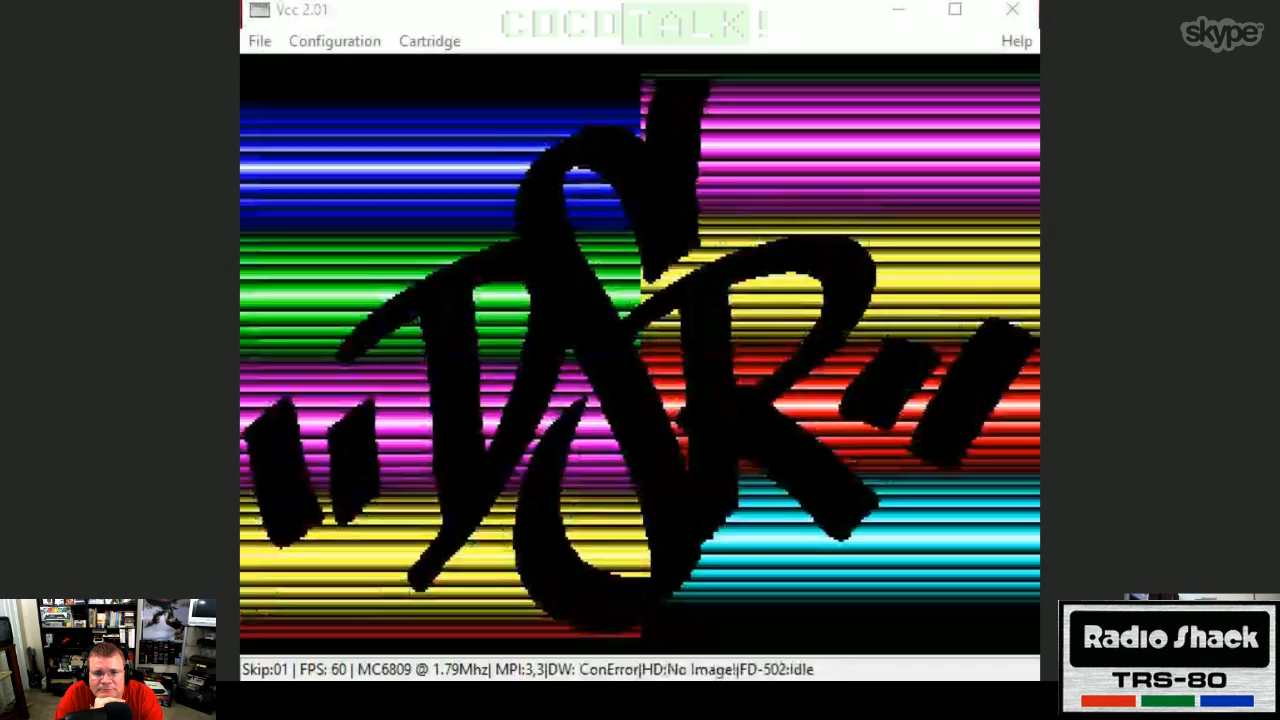 Vcc 2.01
COCOTALK!
skype
File Configuration Cartridge Help
Skip:01 | FPS: 60 | MC6809 @ 1.79Mhz| MPI:3,3|DW: ConError|HD:No Image|FD-502:Idle
Radio Shack
TRS-80